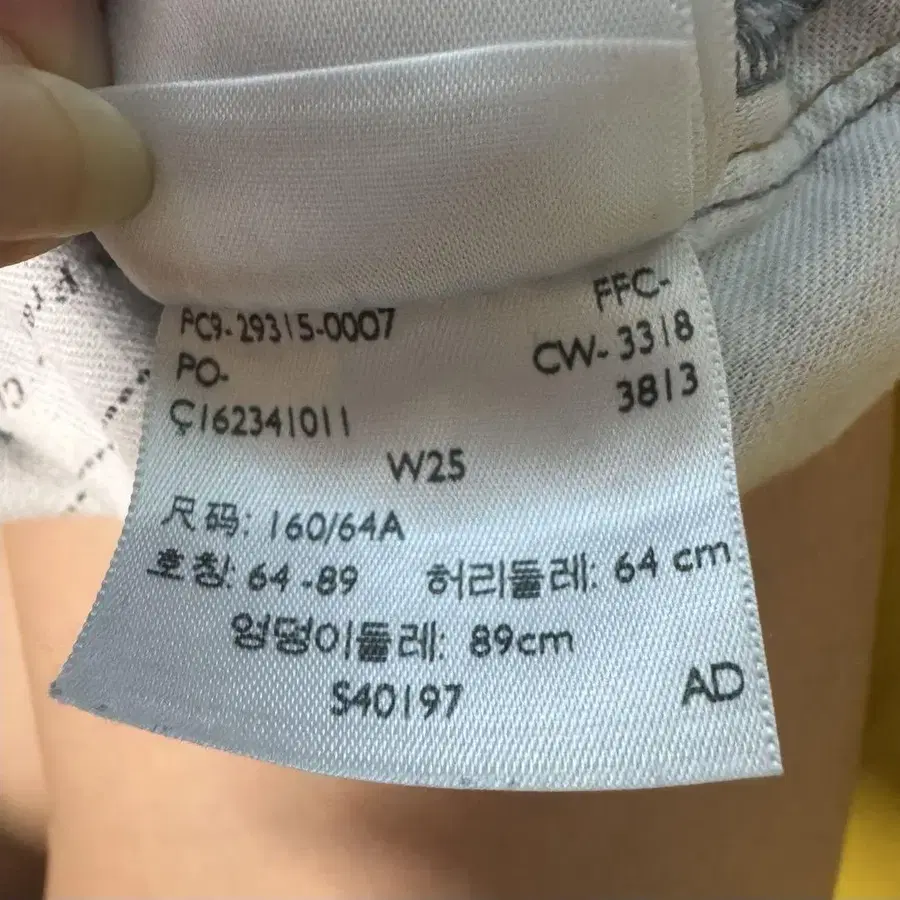 PC9-29315-0007
FFC-
PO-
CW-3318
Ç162341011
3813
W25
尺码: 160/64A
호칭: 64-89 허리둘레: 64 cm
엉덩이둘레: 89cm
S40197
AD